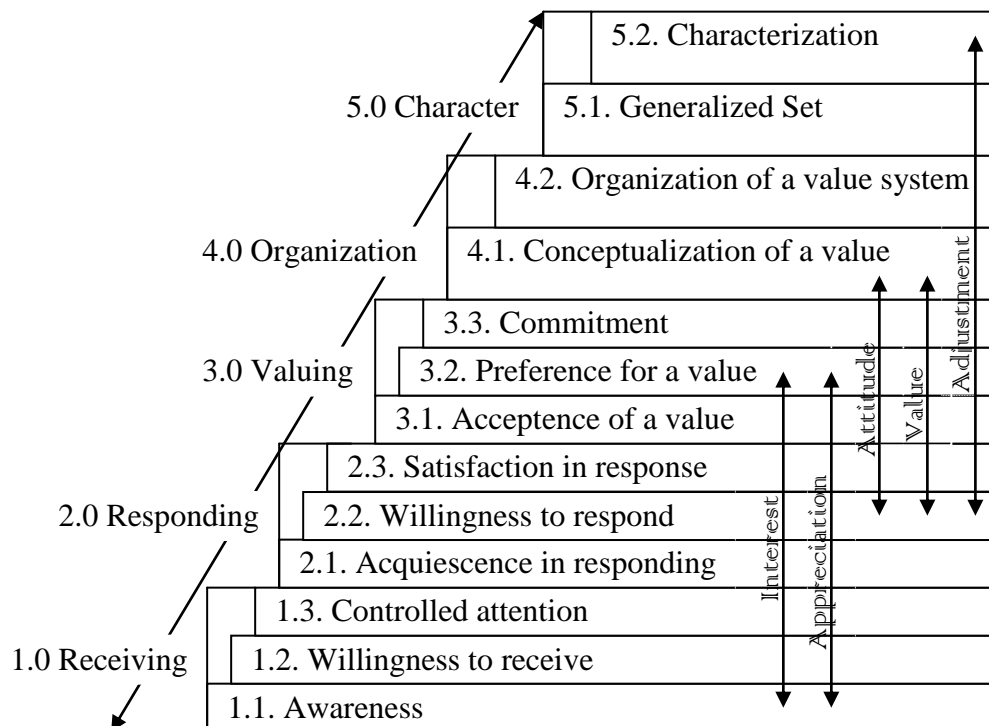 5.2. Characterization
5.0 Character
5.1. Generalized Set
4.2. Organization of a value system
4.0 Organization
4.1. Conceptualization of a value
3.3. Commitment
3.0 Valuing
3.2. Preference for a value
3.1. Acceptence of a value
2.3. Satisfaction in response
2.0 Responding
2.2. Willingness to respond
2.1. Acquiescence in responding
1.3. Controlled attention
1.0 Receiving
1.2. Willingness to receive
1.1. Awareness
Interest
Appreciation
Attitude
Value
Adjustment